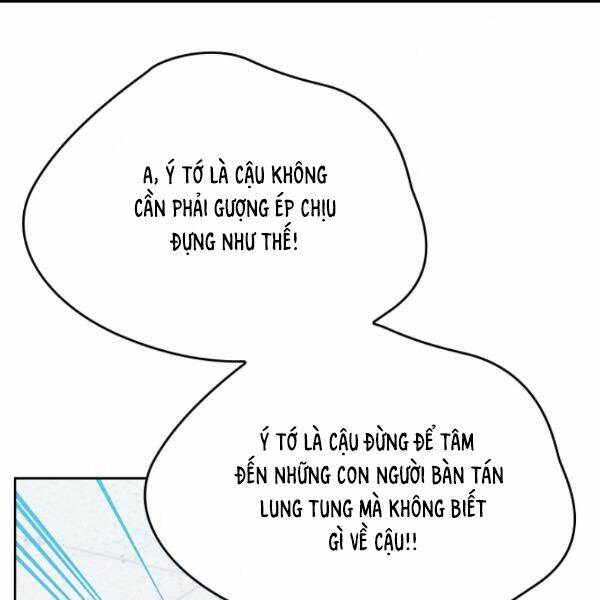 A, Ý TỚ LÀ CẬU KHÔNG
CẦN PHẢI GƯỢNG ÉP CHỊU
ĐỰNG NHƯ THẾ!
Ý TỚ LÀ CẬU ĐỪNG ĐỂ TÂM
ĐẾN NHỮNG CON NGƯỜI BÀN TÁN
LUNG TUNG MÀ KHÔNG BIẾT
GÌ VỀ CẬU!!